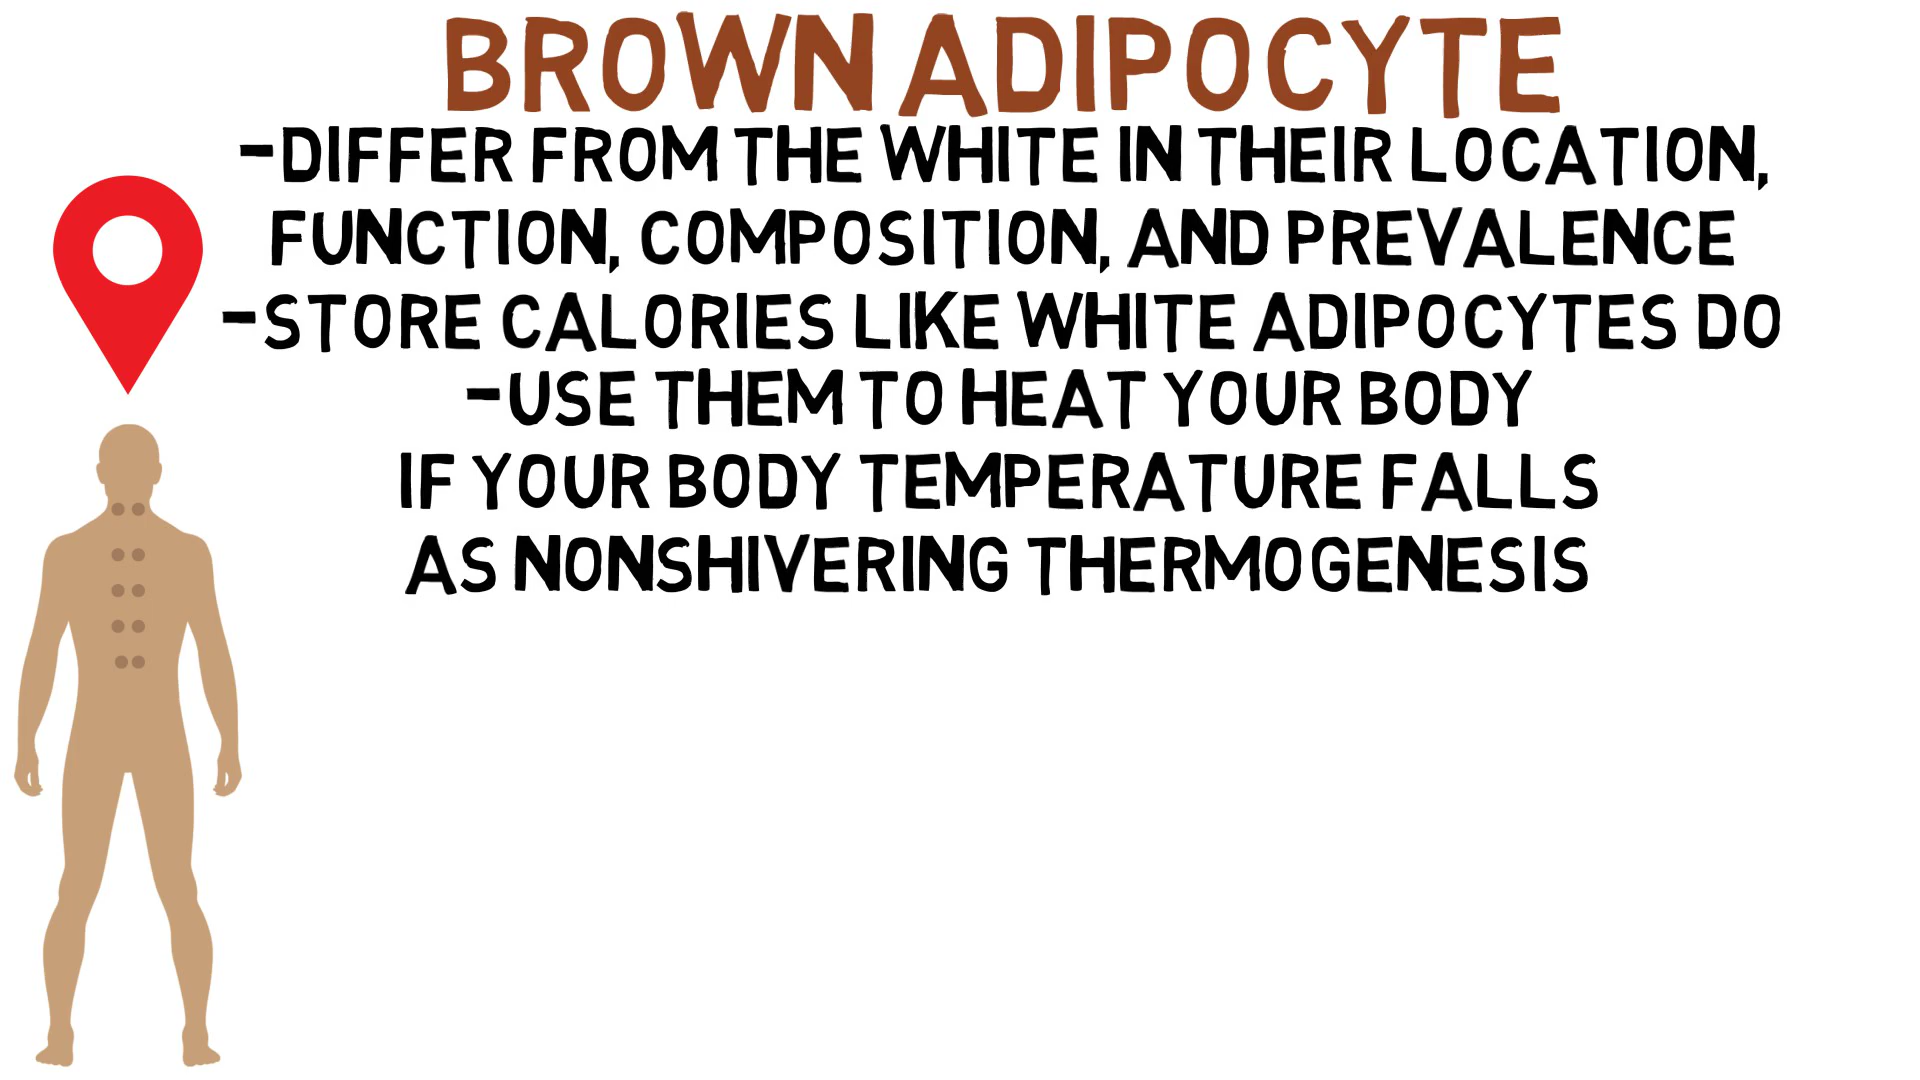 BROWN ADIPOCYTE
-DIFFER FROM THE WHITE IN THEIR LOCATION,
FUNCTION, COMPOSITION, AND PREVALENCE
-STORE CALORIES LIKE WHITE ADIPOCYTES DO
-USE THEM TO HEAT YOUR BODY
IF YOUR BODY TEMPERATURE FALLS
AS NONSHIVERING THERMOGENESIS